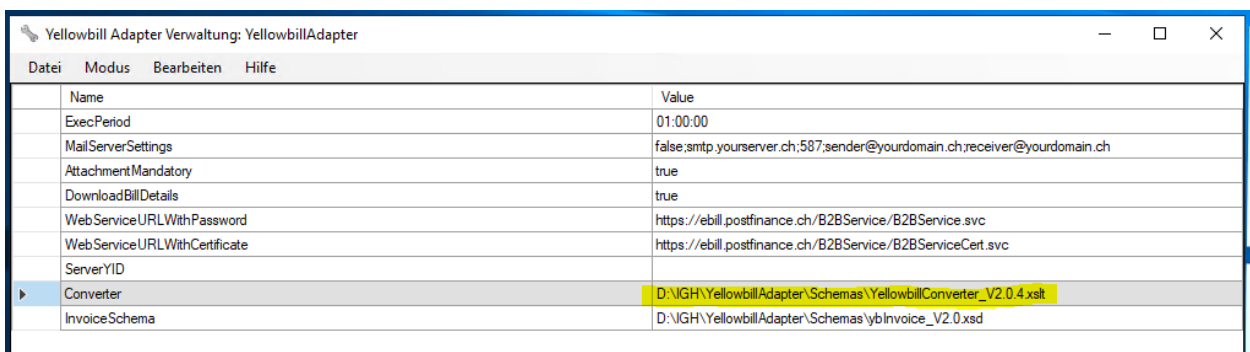 Yellowbill Adapter Verwaltung: YellowbillAdapter
Datei Modus Bearbeiten Hilfe
Name Value
ExecPeriod 01:00:00
MailServerSettings false;smtp.yourserver.ch;587;sender@yourdomain.ch;receiver@yourdomain.ch
AttachmentMandatory true
DownloadBillDetails true
WebServiceURLWithPassword https://ebill.postfinance.ch/B2BService/B2BService.svc
WebServiceURLWithCertificate https://ebill.postfinance.ch/B2BService/B2BServiceCert.svc
ServerYID
Converter D:\IGH\YellowbillAdapter\Schemas\YellowbillConverter_V2.0.4.xslt
InvoiceSchema D:\IGH\YellowbillAdapter\Schemas\ybInvoice_V2.0.xsd